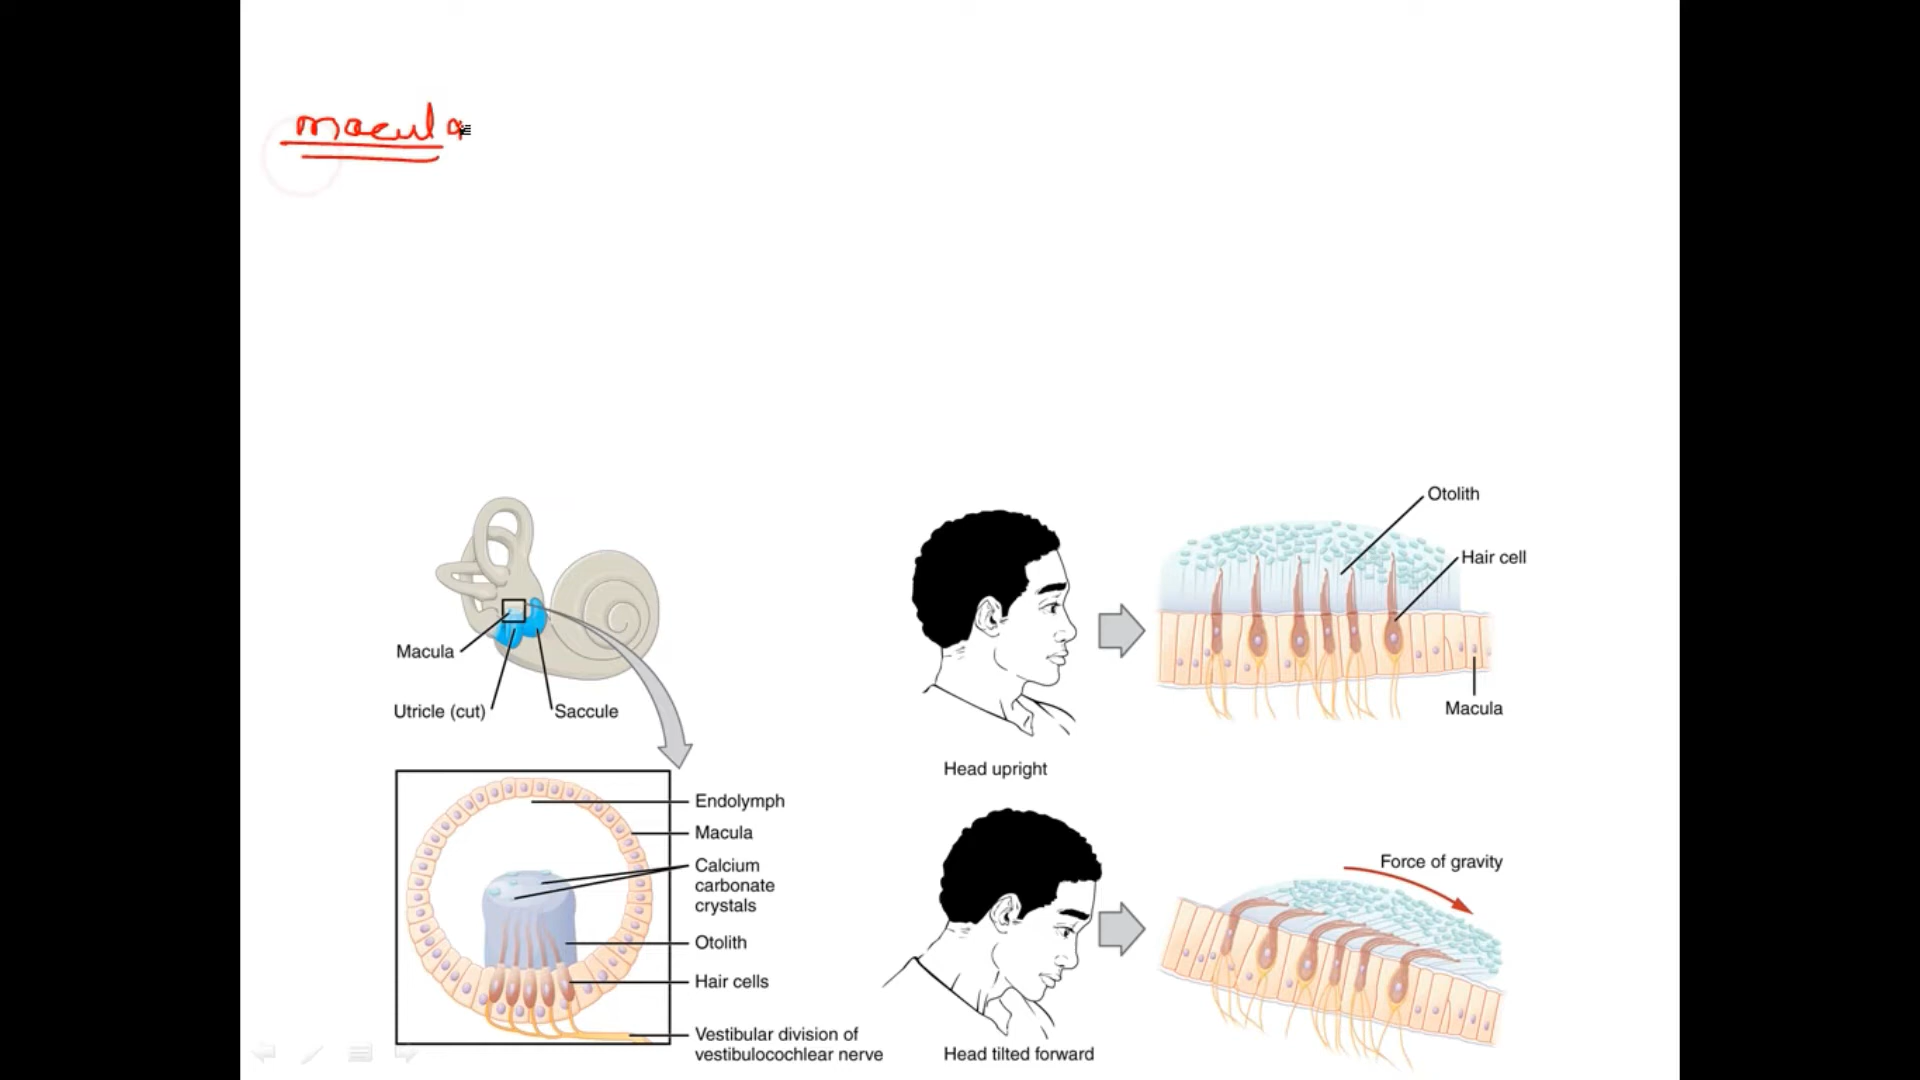 macula
Macula
Utricle (cut)
Saccule
Endolymph
Macula
Calcium
carbonate
crystals
Otolith
Hair cells
Vestibular division of
vestibulocochlear nerve
Otolith
Hair cell
Macula
Head upright
Force of gravity
Head tilted forward